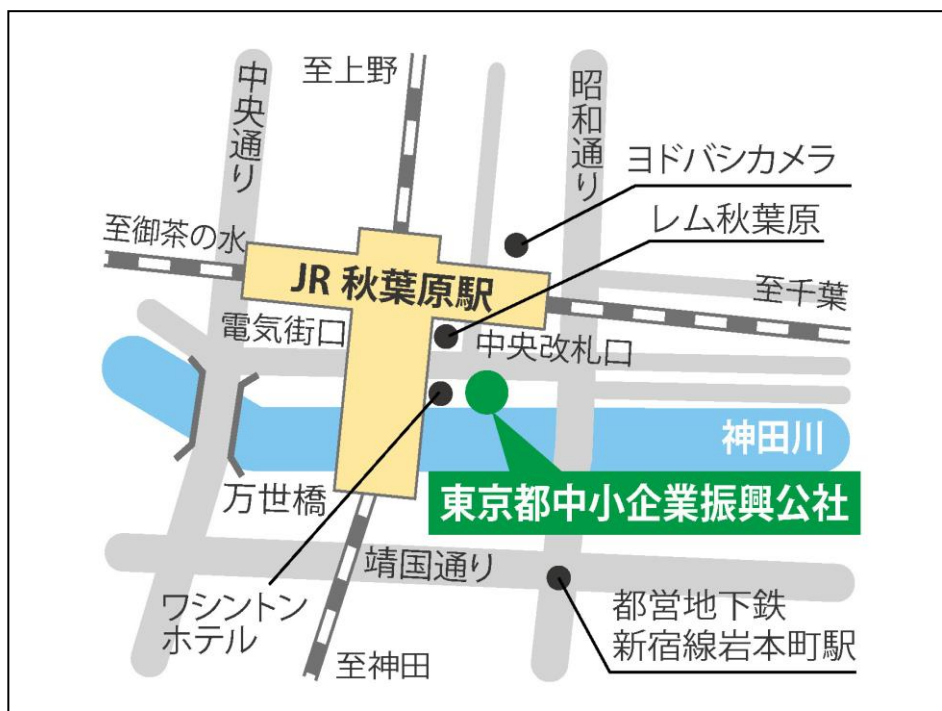 至上野
中央通り
昭和通り
ヨドバシカメラ
レム秋葉原
至御茶の水
JR 秋葉原駅
至千葉
電気街口
中央改札口
神田川
万世橋
東京都中小企業振興公社
靖国通り
ワシントン
ホテル
都営地下鉄
新宿線岩本町駅
至神田